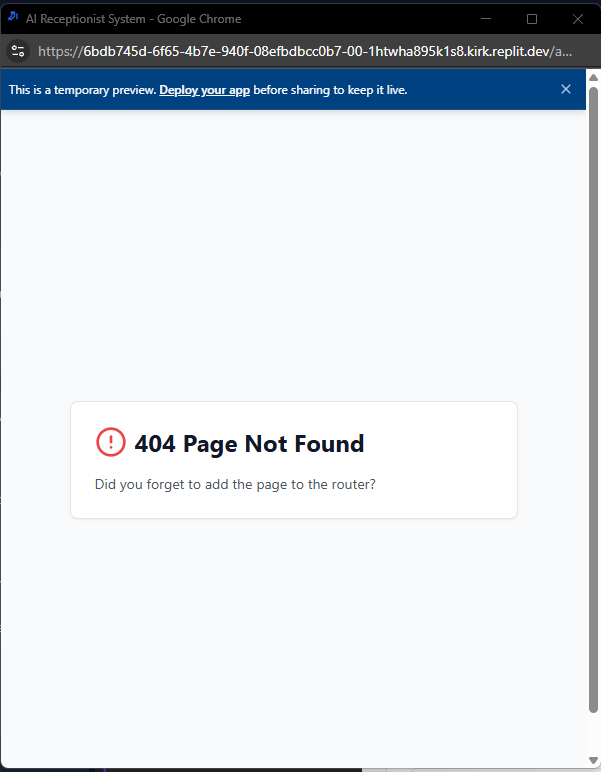 AI Receptionist System - Google Chrome
https://6bdb745d-6f65-4b7e-940f-08efbdbcc0b7-00-1htwha895k1s8.kirk.replit.dev/a...
This is a temporary preview. Deploy your app before sharing to keep it live.
404 Page Not Found
Did you forget to add the page to the router?